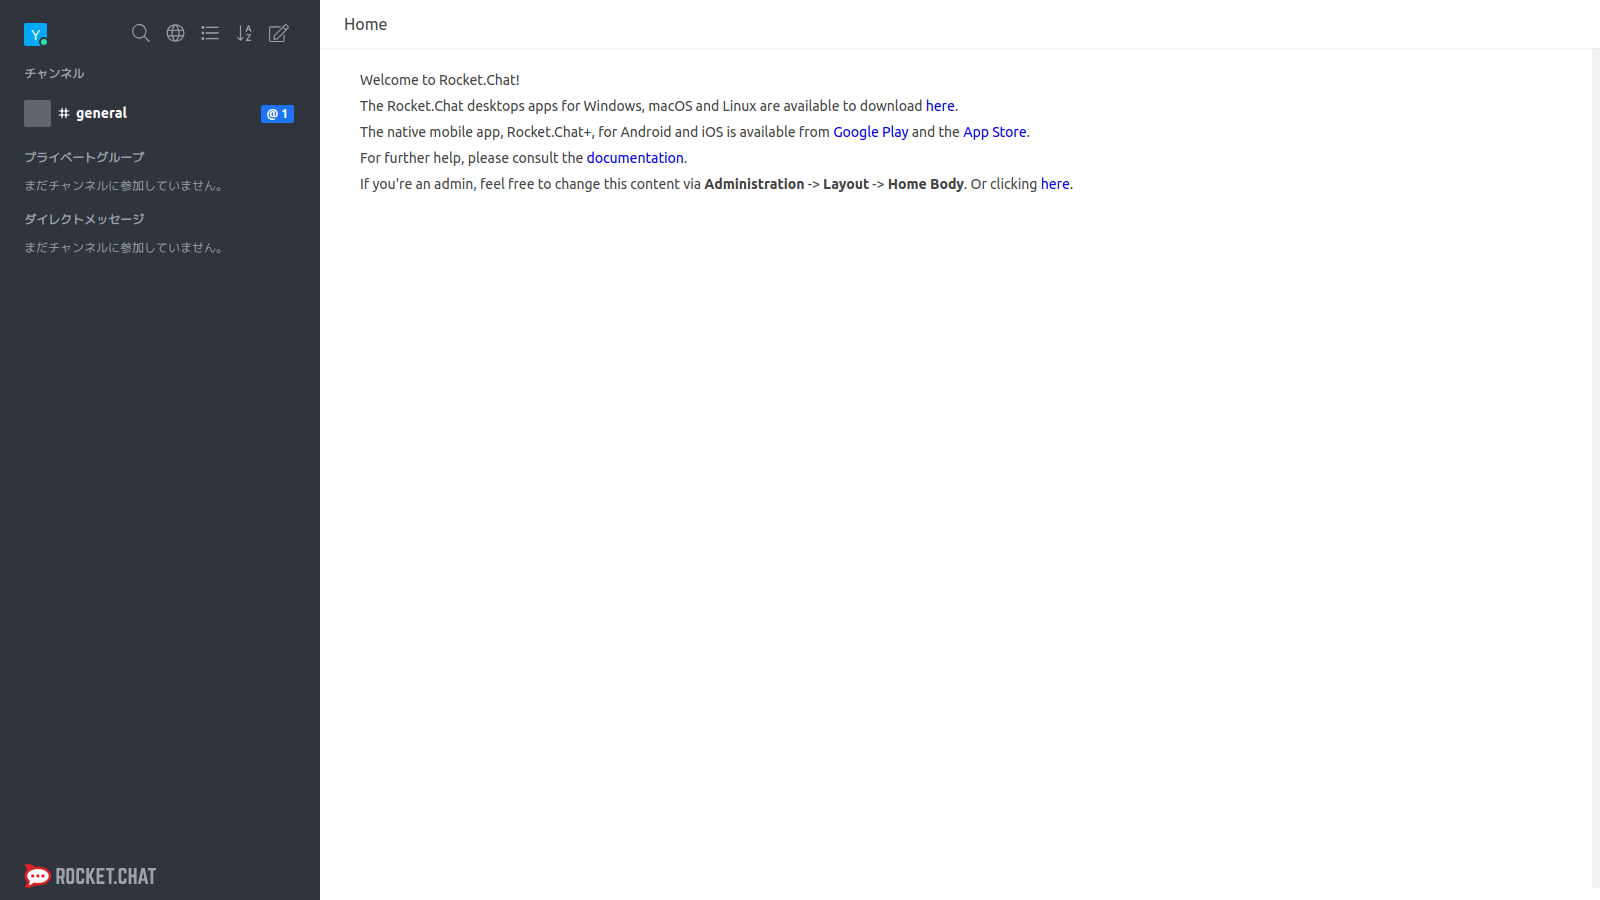 Y
チャンネル
general
@ 1
プライベートグループ
まだチャンネルに参加していません。
ダイレクトメッセージ
まだチャンネルに参加していません。
ROCKET.CHAT
Home
Welcome to Rocket.Chat!
The Rocket.Chat desktops apps for Windows, macOS and Linux are available to download here.
The native mobile app, Rocket.Chat+, for Android and iOS is available from Google Play and the App Store.
For further help, please consult the documentation.
If you're an admin, feel free to change this content via Administration -> Layout -> Home Body. Or clicking here.